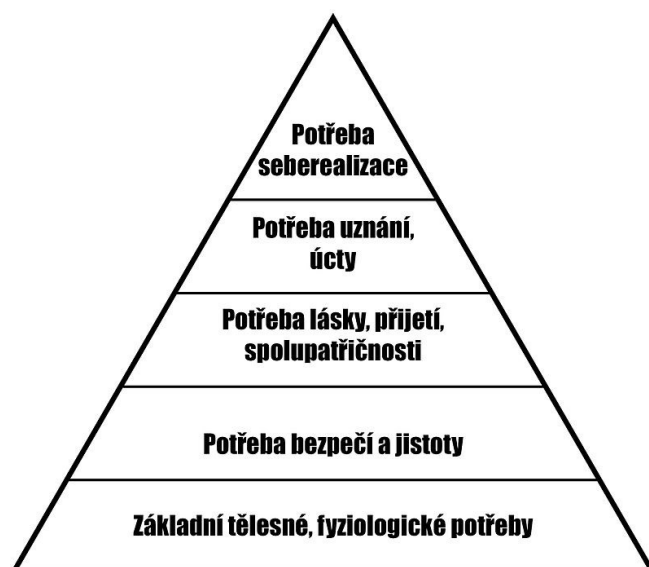 Potřeba
seberealizace
Potřeba uznání,
úcty
Potřeba lásky, přijetí,
spolupatřičnosti
Potřeba bezpečí a jistoty
Základní tělesné, fyziologické potřeby